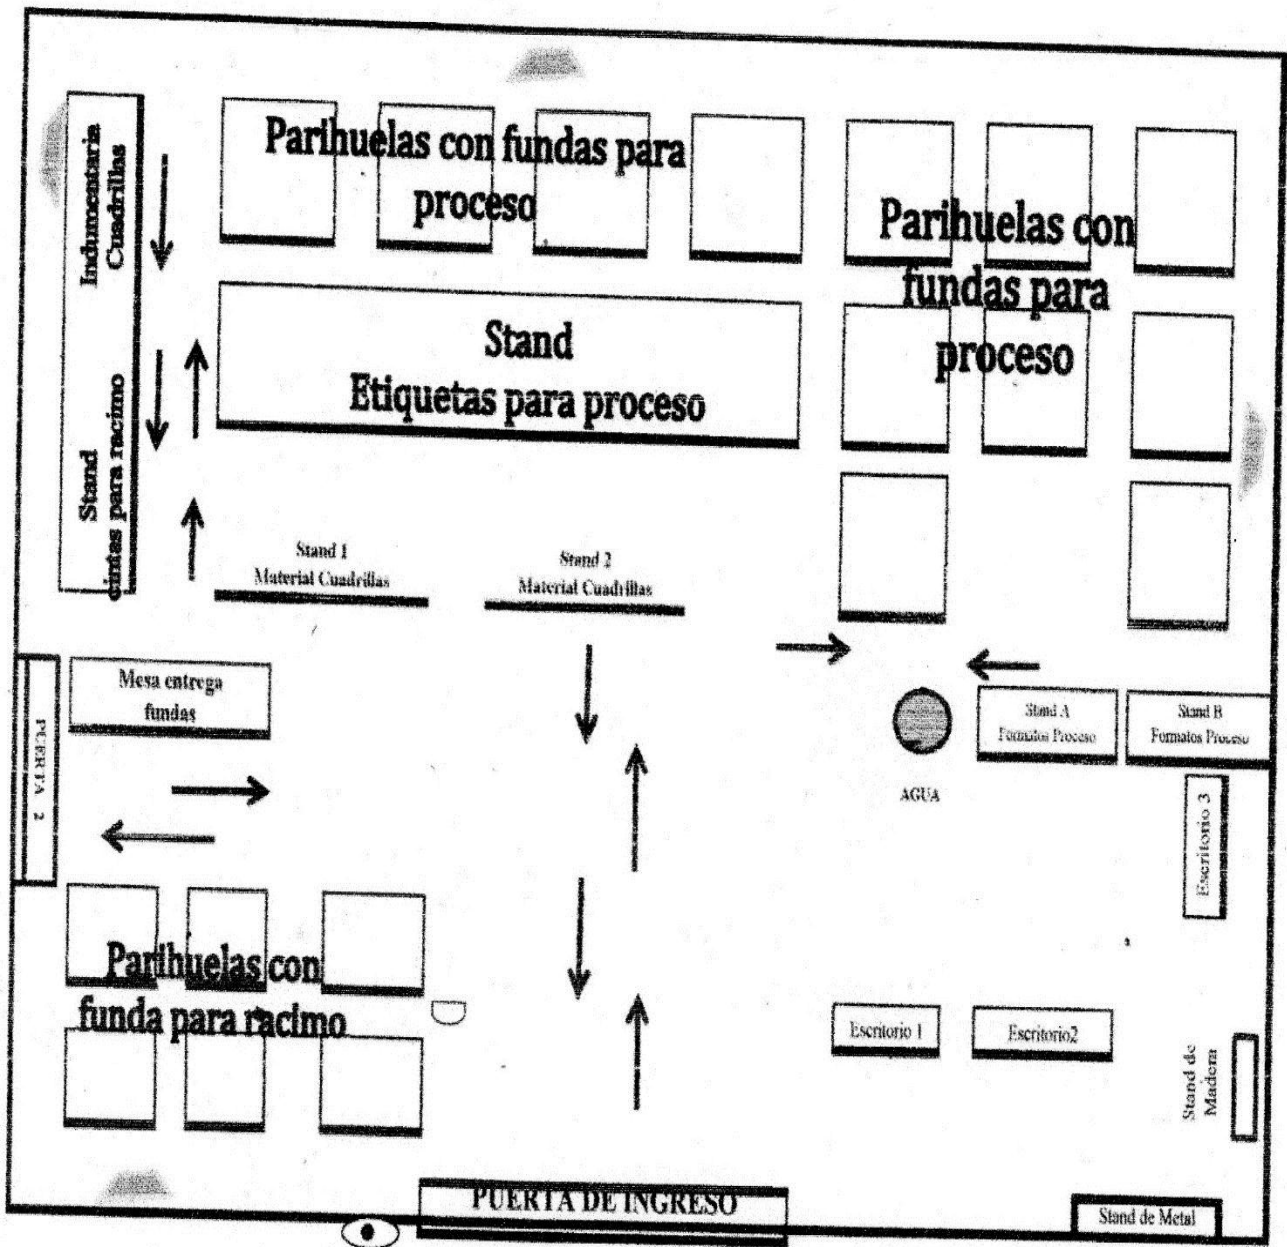 Indumentaria
Cuadrillas
Stand
cintas para racimo
Parihuelas con fundas para
proceso
Parihuelas con
fundas para
proceso
Stand
Etiquetas para proceso
Stand 1
Material Cuadrillas
Stand 2
Material Cuadrillas
Mesa entrega
fundas
PUERTA 2
AGUA
Stand A
Formatos Proceso
Stand B
Formatos Proceso
Escritorio 3
Parihuelas con
funda para racimo
Escritorio 1
Escritorio2
Stand de
Madera
PUERTA DE INGRESO
Stand de Metal